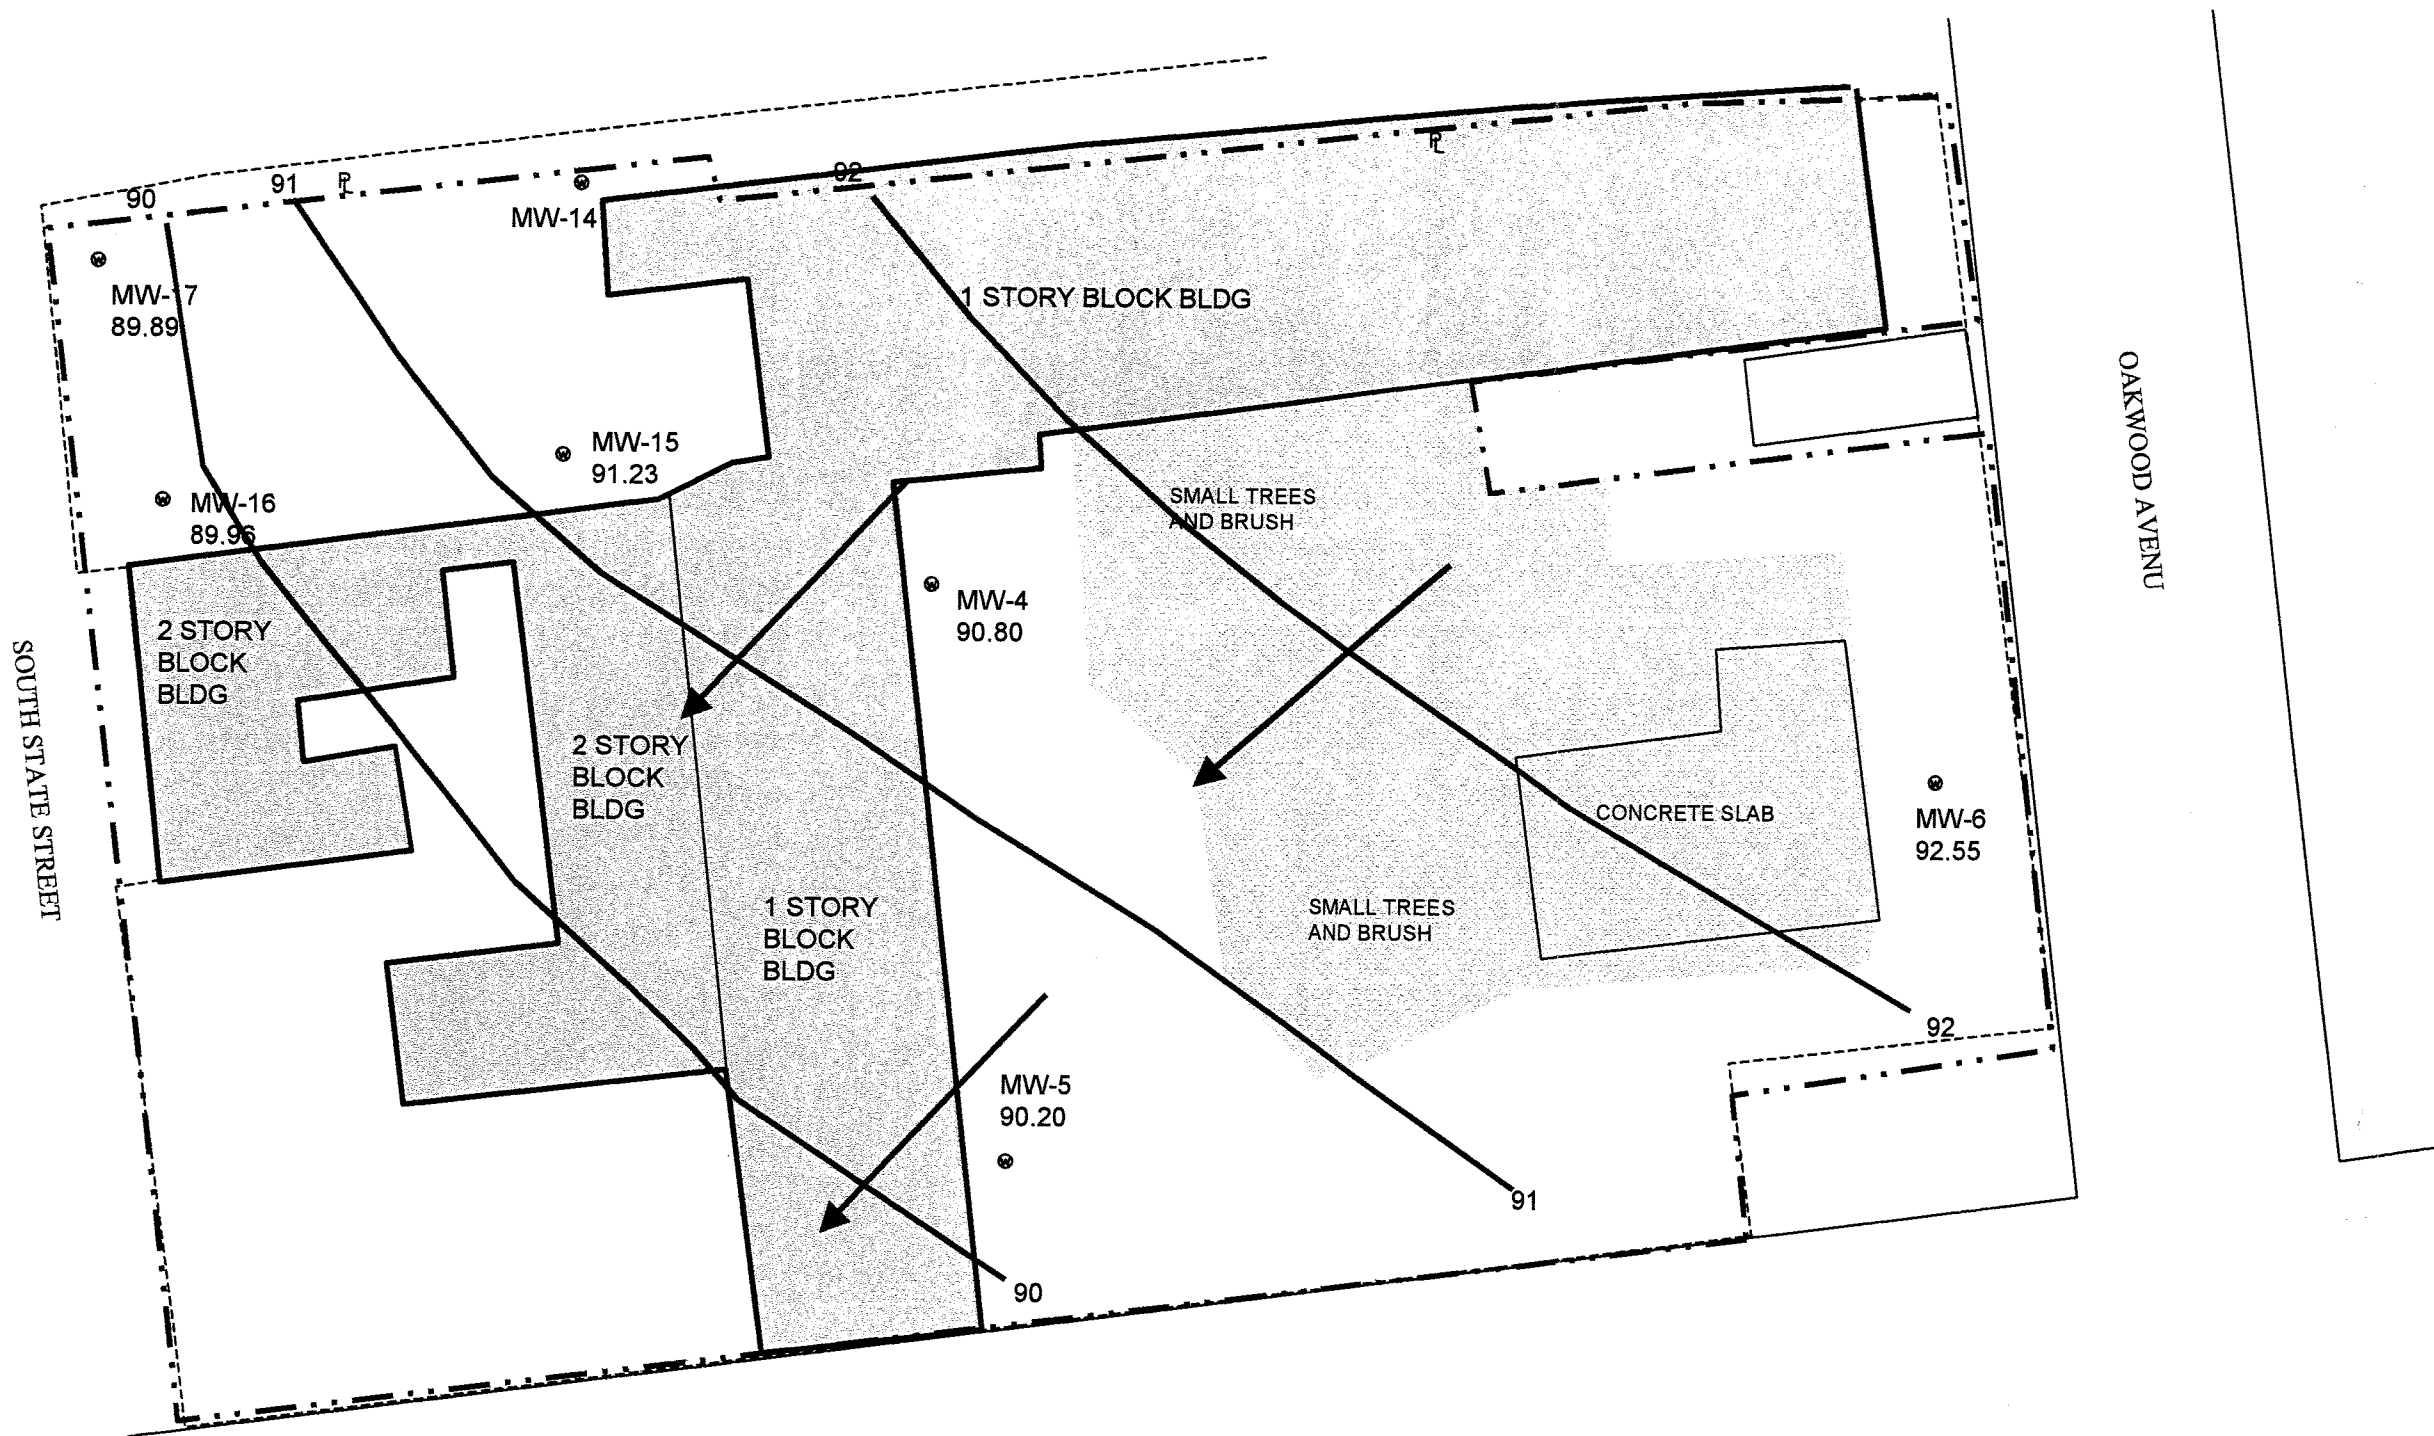 90
91
PL
92
PL
MW-14
MW-17
89.89
1 STORY BLOCK BLDG
MW-15
91.23
MW-16
89.96
SMALL TREES
AND BRUSH
OAKWOOD AVENU
MW-4
90.80
2 STORY
BLOCK
BLDG
SOUTH STATE STREET
2 STORY
BLOCK
BLDG
CONCRETE SLAB
MW-6
92.55
1 STORY
BLOCK
BLDG
SMALL TREES
AND BRUSH
92
MW-5
90.20
91
90